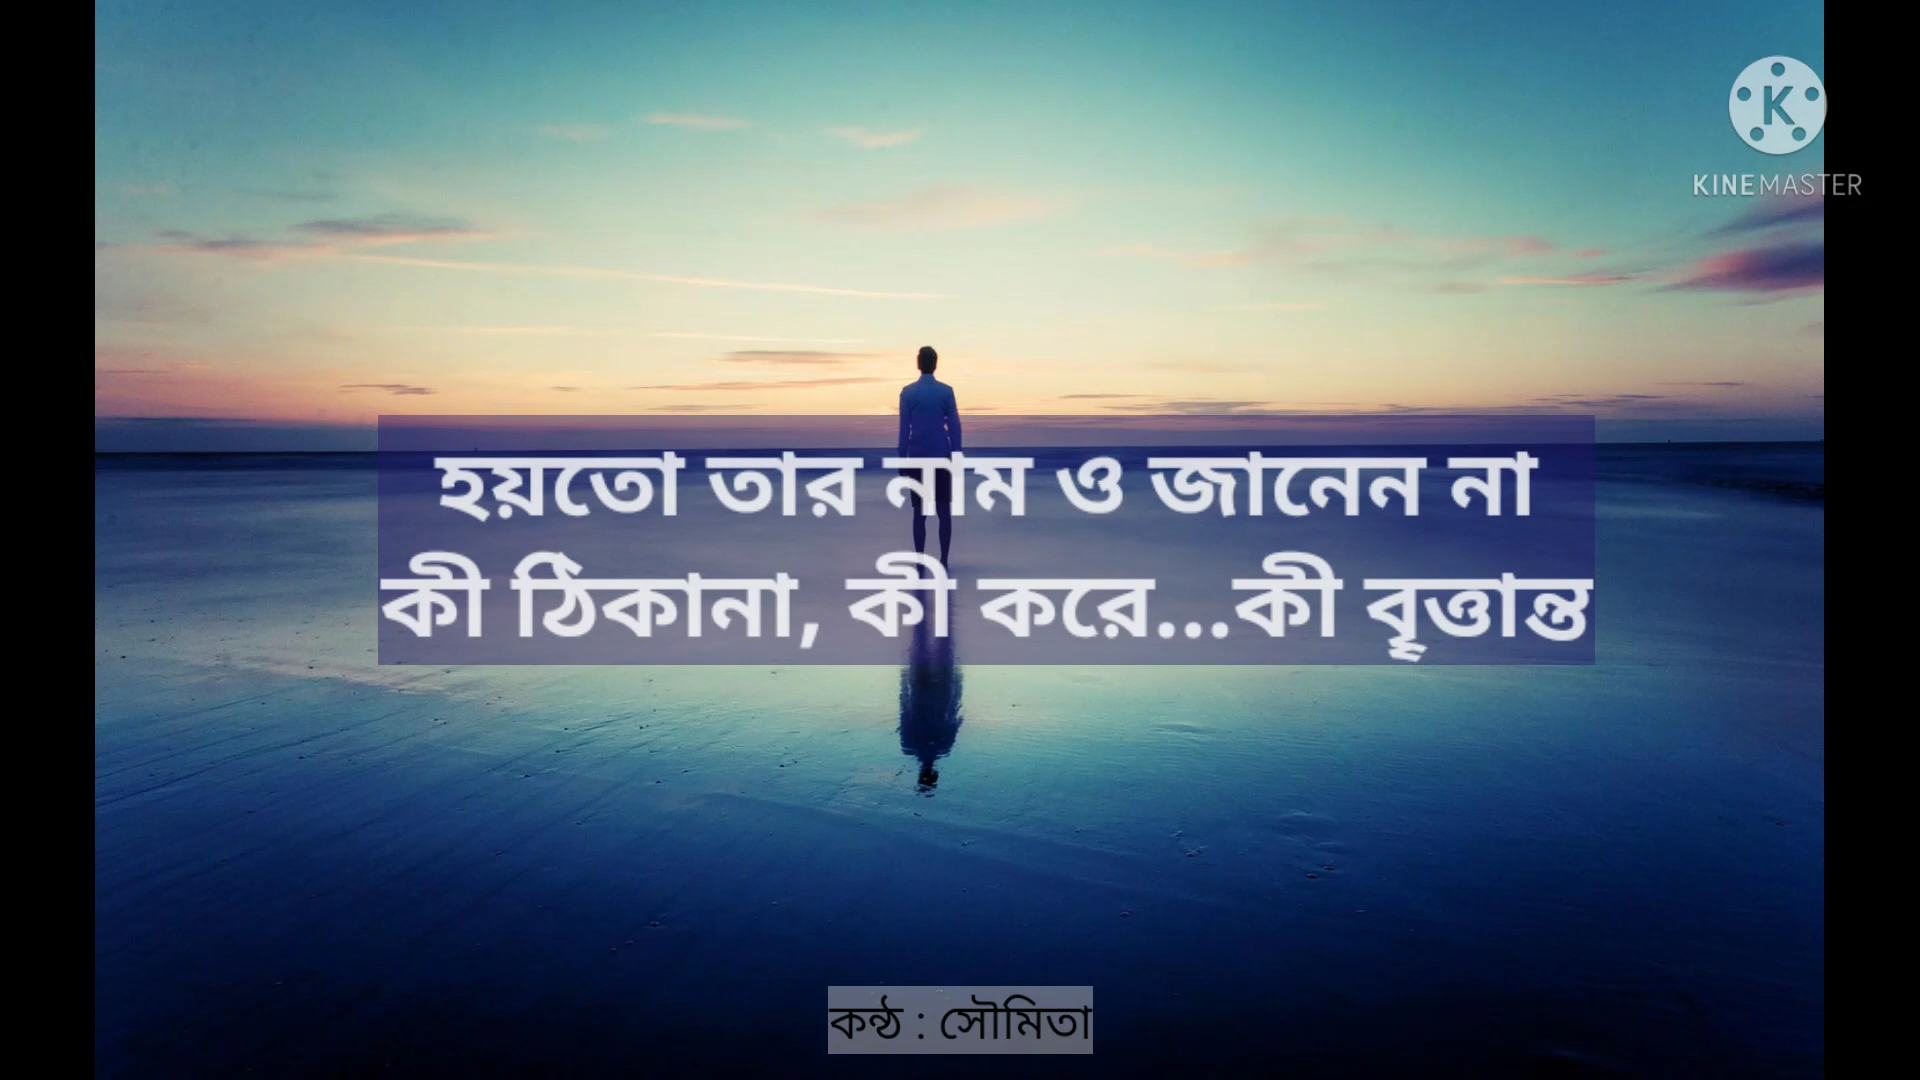 KINEMASTER
হয়তো তার নাম ও জানেন না
কী ঠিকানা, কী করে...কী বৃত্তান্ত
কন্ঠ : সৌমিতা